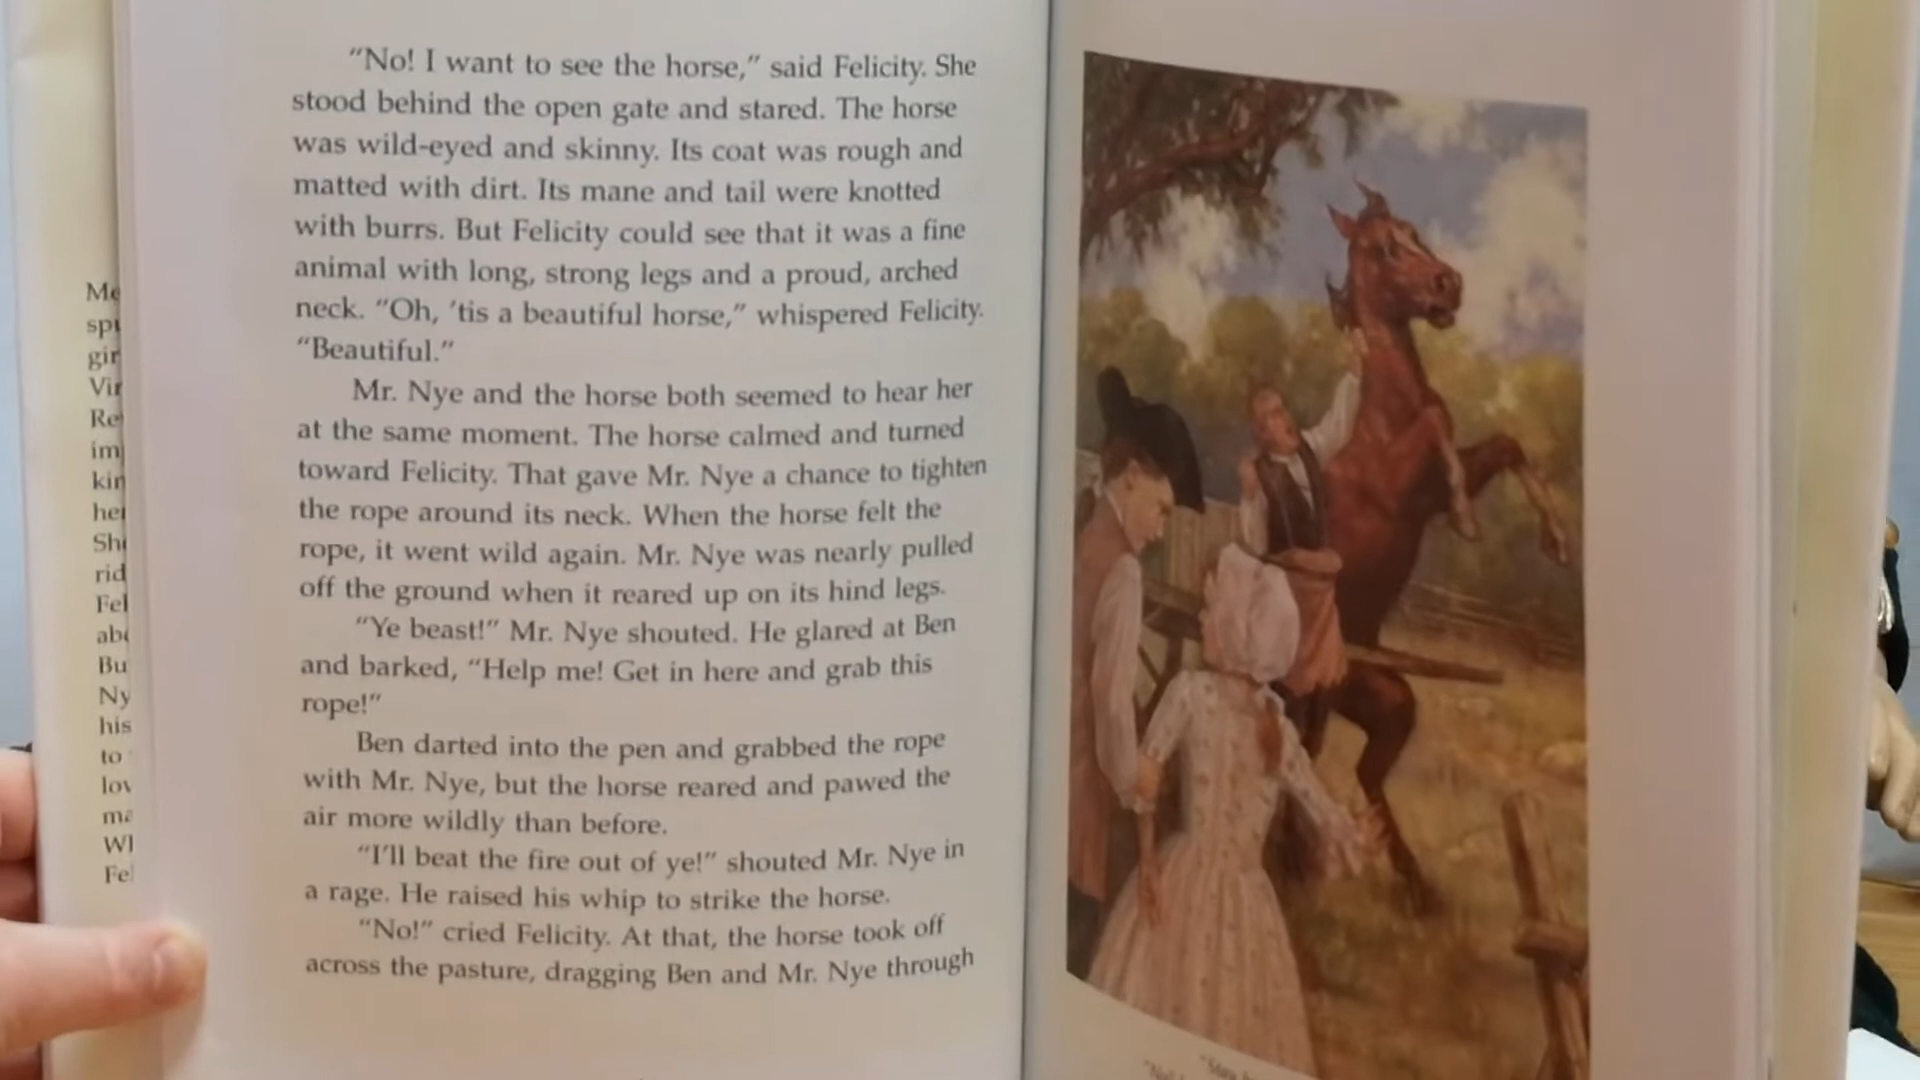 "No! I want to see the horse," said Felicity. She
stood behind the open gate and stared. The horse
was wild-eyed and skinny. Its coat was rough and
matted with dirt. Its mane and tail were knotted
with burrs. But Felicity could see that it was a fine
animal with long, strong legs and a proud, arched
neck. "Oh, 'tis a beautiful horse," whispered Felicity.
"Beautiful."
Mr. Nye and the horse both seemed to hear her
at the same moment. The horse calmed and turned
toward Felicity. That gave Mr. Nye a chance to tighten
the rope around its neck. When the horse felt the
rope, it went wild again. Mr. Nye was nearly pulled
off the ground when it reared up on its hind legs.
"Ye beast!" Mr. Nye shouted. He glared at Ben
and barked, "Help me! Get in here and grab this
rope!"
Ben darted into the pen and grabbed the rope
with Mr. Nye, but the horse reared and pawed the
air more wildly than before.
"I'll beat the fire out of ye!" shouted Mr. Nye in
a rage. He raised his whip to strike the horse.
"No!" cried Felicity. At that, the horse took off
across the pasture, dragging Ben and Mr. Nye through